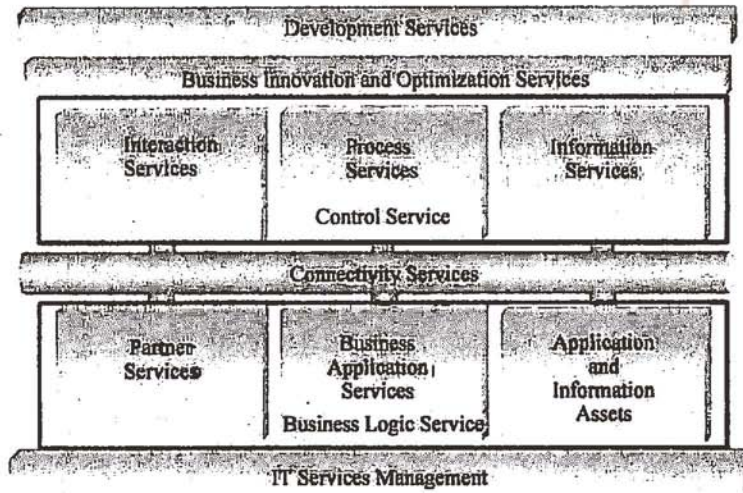 Development Services
Business Innovation and Optimization Services
Interaction
Services
Process
Services
Information
Services
Control Service
Connectivity Services
Partner
Services
Business
Application
Services
Application
and
Information
Assets
Business Logic Service
IT Services Management